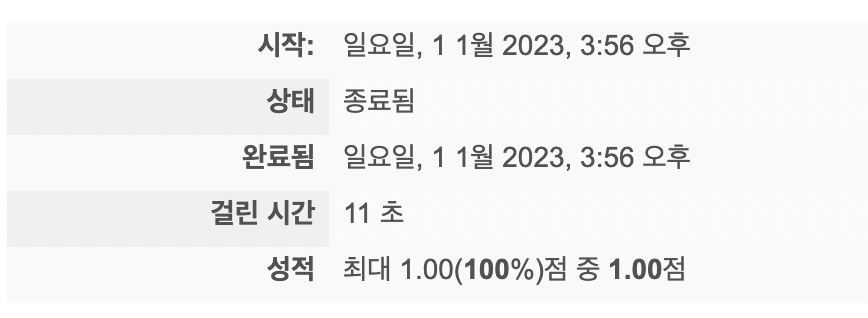 시작: 일요일, 1 1월 2023, 3:56 오후
상태 종료됨
완료됨 일요일, 1 1월 2023, 3:56 오후
걸린 시간 11 초
성적 최대 1.00(100%)점 중 1.00점